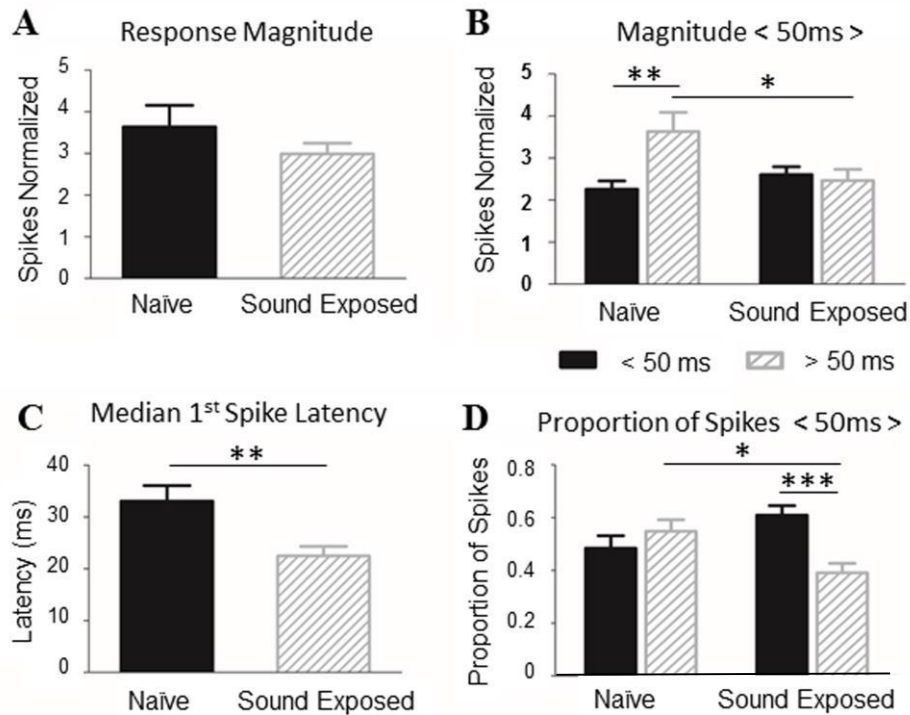 A
Response Magnitude
Spikes Normalized
5
4
3
2
1
0
Naïve
Sound Exposed
B
Magnitude < 50ms >
Spikes Normalized
5
4
3
2
1
0
**
*
Naïve
Sound Exposed
< 50 ms
> 50 ms
C
Median 1st Spike Latency
Latency (ms)
40
30
20
10
0
**
Naïve
Sound Exposed
D
Proportion of Spikes < 50ms >
Proportion of Spikes
0.8
0.6
0.4
0.2
0
*
***
Naïve
Sound Exposed